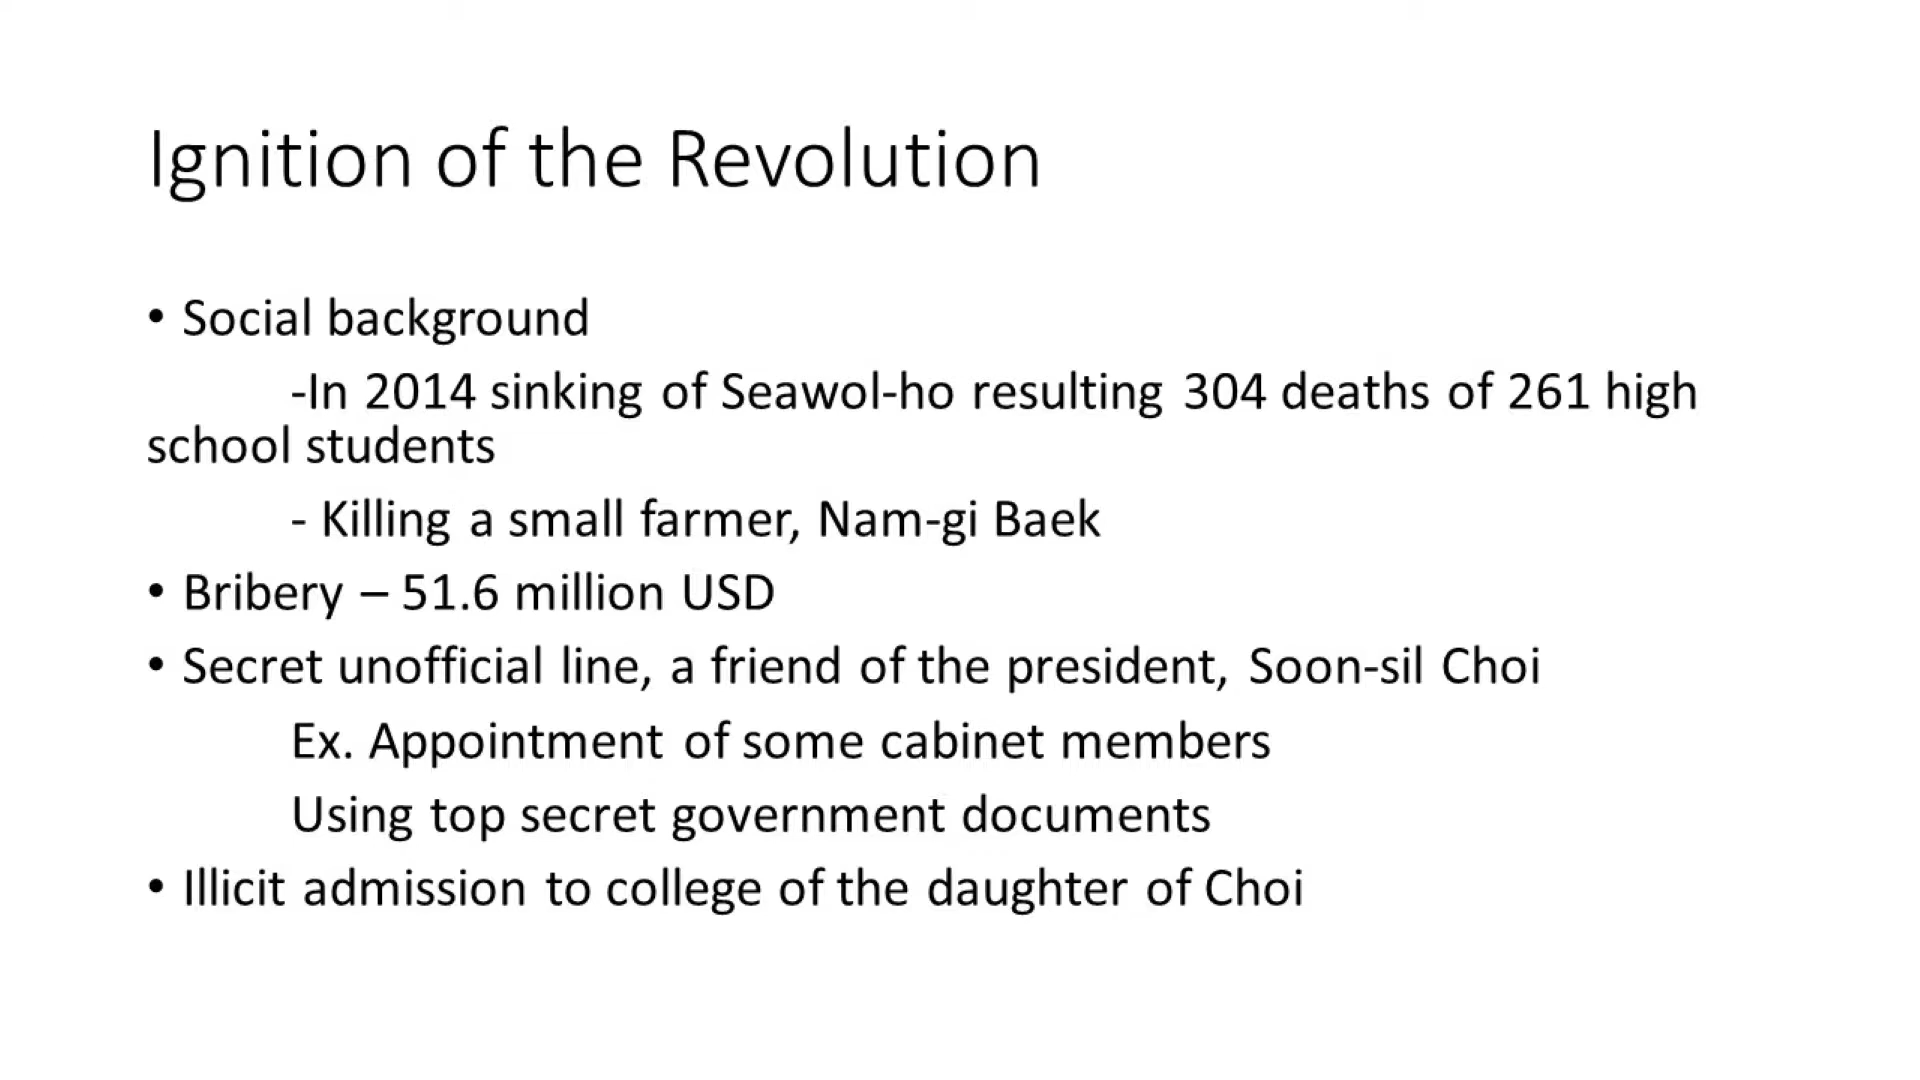 Ignition of the Revolution
• Social background
-In 2014 sinking of Seawol-ho resulting 304 deaths of 261 high
school students
- Killing a small farmer, Nam-gi Baek
• Bribery – 51.6 million USD
• Secret unofficial line, a friend of the president, Soon-sil Choi
Ex. Appointment of some cabinet members
Using top secret government documents
• Illicit admission to college of the daughter of Choi